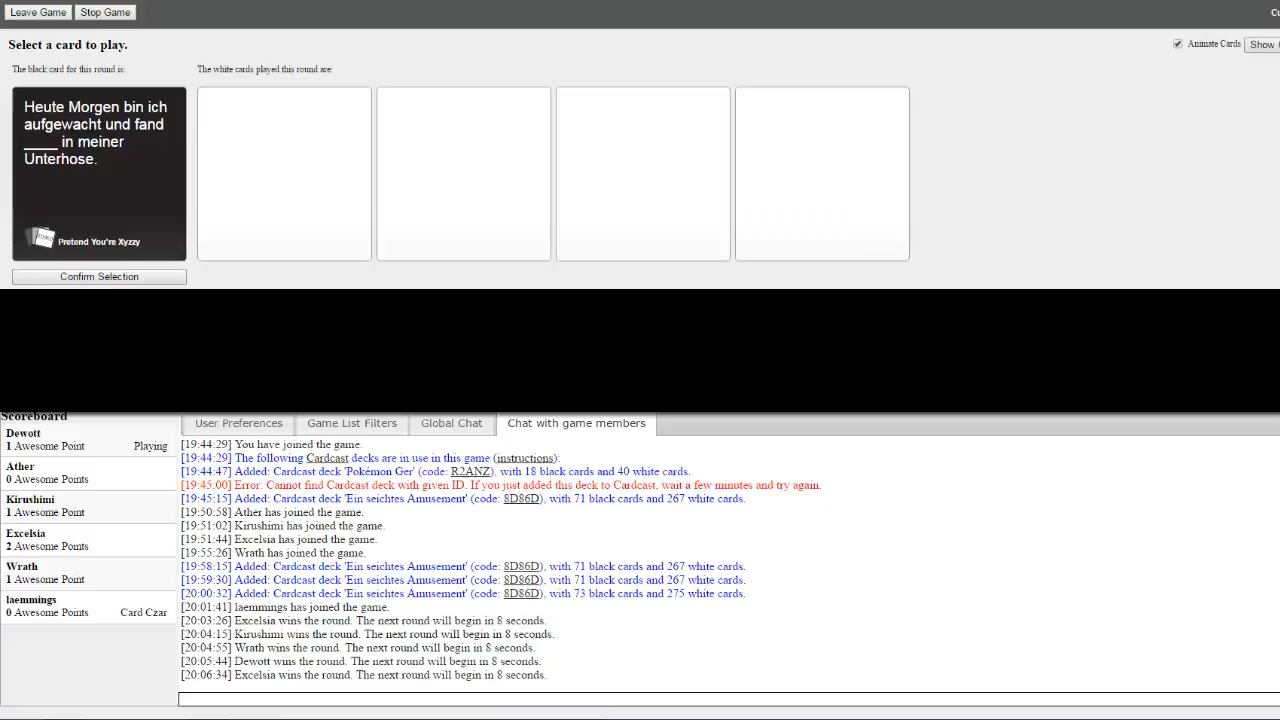 Leave Game Stop Game
Select a card to play.
Animate Cards Show
The black card for this round is:
The white cards played this round are:
Heute Morgen bin ich
aufgewacht und fand
____ in meiner
Unterhose.
Pretend You're Xyzzy
Confirm Selection
Scoreboard
Dewott
1 Awesome Point Playing
Ather
0 Awesome Points
Kirushimi
1 Awesome Point
Excelsia
2 Awesome Points
Wrath
1 Awesome Point
laemmings
0 Awesome Points Card Czar
User Preferences Game List Filters Global Chat Chat with game members
[19:44:29] You have joined the game.
[19:44:29] The following Cardcast decks are in use in this game (instructions):
[19:44:47] Added: Cardcast deck 'Pokémon Ger' (code: R2ANZ), with 18 black cards and 40 white cards.
[19:45:00] Error: Cannot find Cardcast deck with given ID. If you just added this deck to Cardcast, wait a few minutes and try again.
[19:45:15] Added: Cardcast deck 'Ein seichtes Amusement' (code: 8D86D), with 71 black cards and 267 white cards.
[19:50:58] Ather has joined the game.
[19:51:02] Kirushimi has joined the game.
[19:51:44] Excelsia has joined the game.
[19:55:26] Wrath has joined the game.
[19:58:15] Added: Cardcast deck 'Ein seichtes Amusement' (code: 8D86D), with 71 black cards and 267 white cards.
[19:59:30] Added: Cardcast deck 'Ein seichtes Amusement' (code: 8D86D), with 71 black cards and 267 white cards.
[20:00:32] Added: Cardcast deck 'Ein seichtes Amusement' (code: 8D86D), with 73 black cards and 275 white cards.
[20:01:41] laemmings has joined the game.
[20:03:26] Excelsia wins the round. The next round will begin in 8 seconds.
[20:04:15] Kirushimi wins the round. The next round will begin in 8 seconds.
[20:04:55] Wrath wins the round. The next round will begin in 8 seconds.
[20:05:44] Dewott wins the round. The next round will begin in 8 seconds.
[20:06:34] Excelsia wins the round. The next round will begin in 8 seconds.